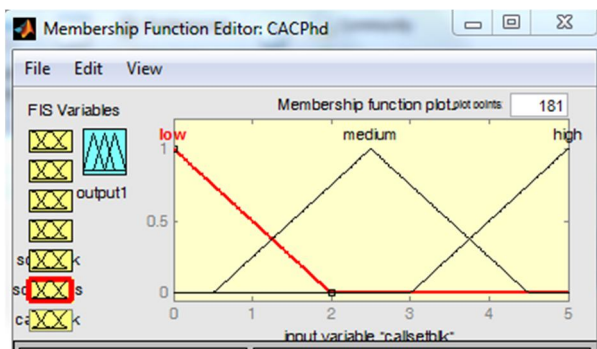 Membership Function Editor: CACPhd
File Edit View
FIS Variables
Membership function plots
plot points:
181
low
medium
high
1
0.5
0
output1
0 1 2 3 4 5
input variable "callsetblk"